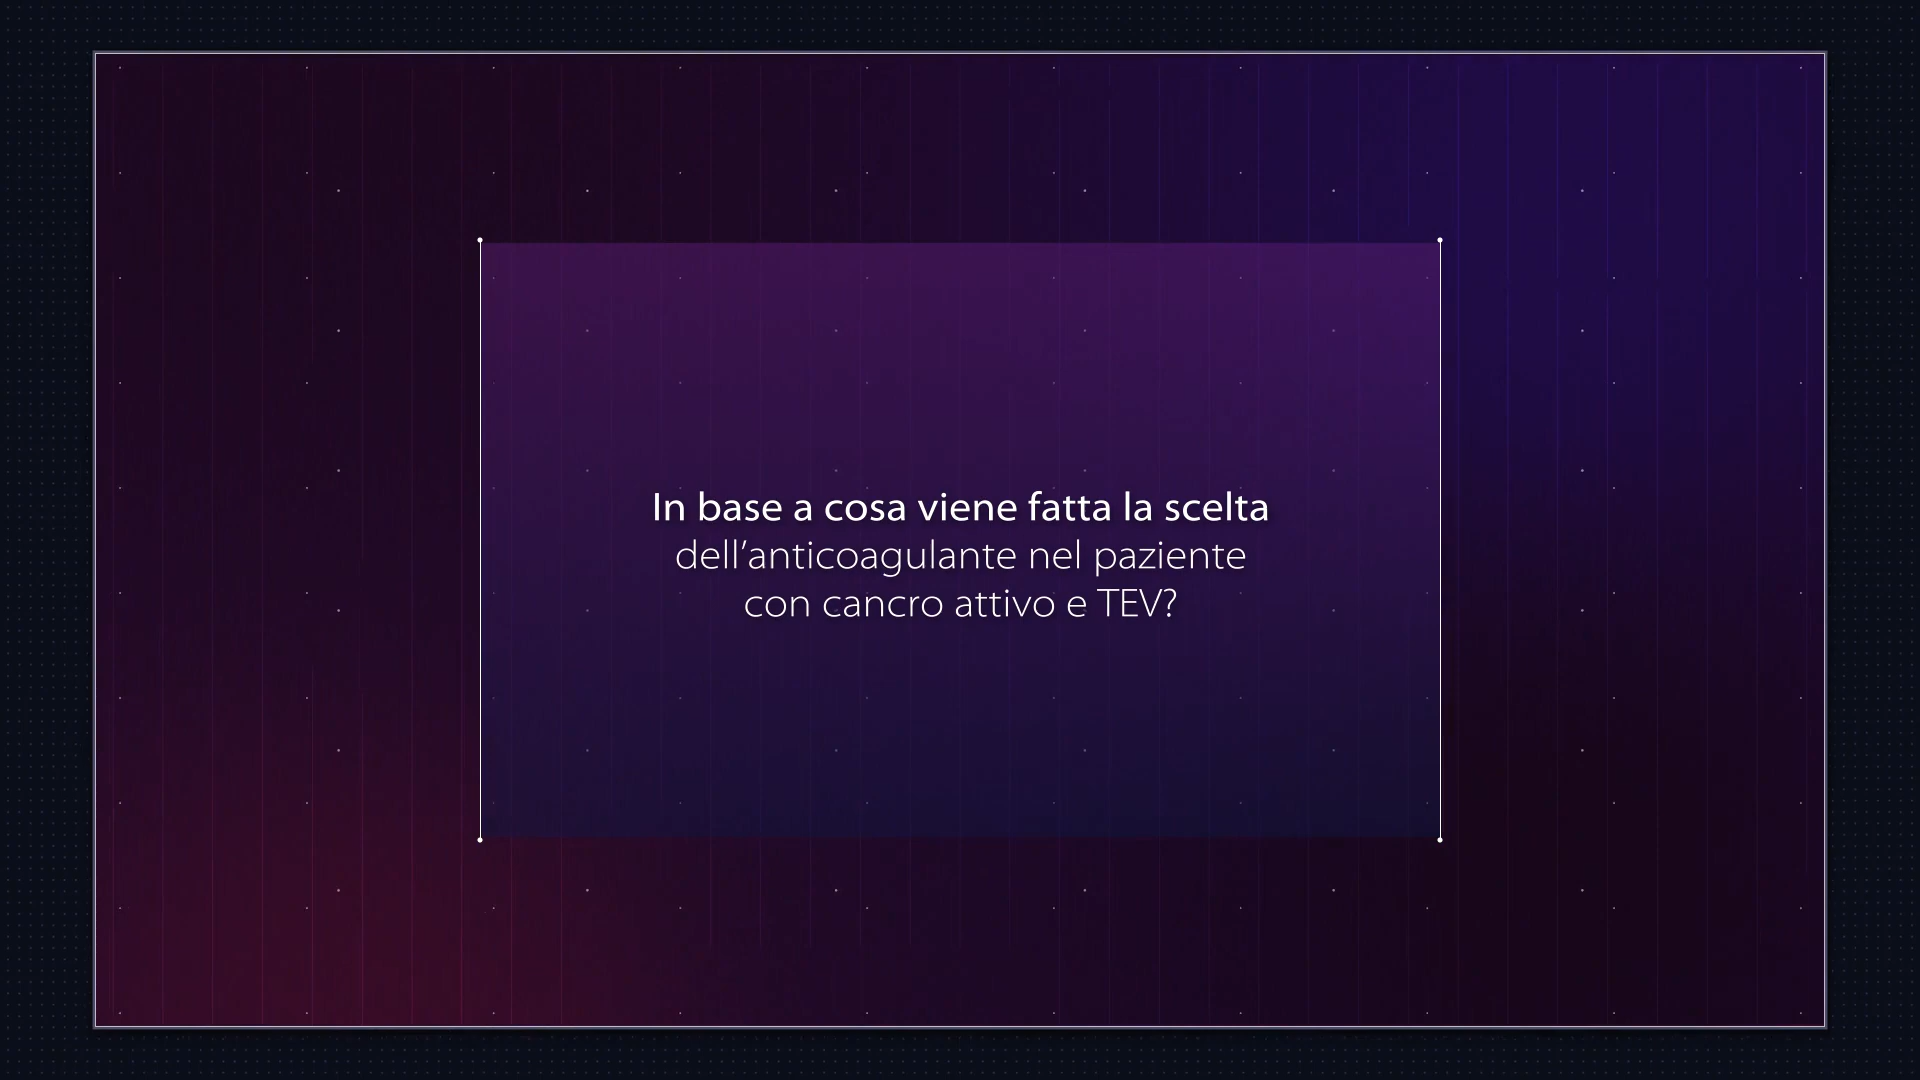 In base a cosa viene fatta la scelta
dell’anticoagulante nel paziente
con cancro attivo e TEV?